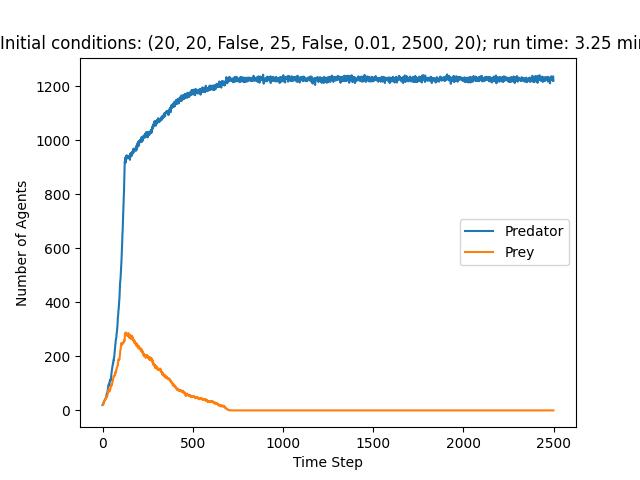 Initial conditions: (20, 20, False, 25, False, 0.01, 2500, 20); run time: 3.25 mi
1200
1000
800
600
400
200
0
Number of Agents
Predator
Prey
0 500 1000 1500 2000 2500
Time Step